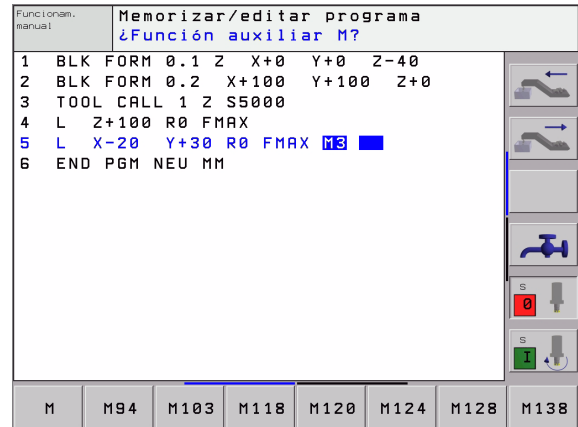 Funcionam.
manual
Memorizar/editar programa
¿Función auxiliar M?
1 BLK FORM 0.1 Z X+0 Y+0 Z-40
2 BLK FORM 0.2 X+100 Y+100 Z+0
3 TOOL CALL 1 Z S5000
4 L Z+100 R0 FMAX
5 L X-20 Y+30 R0 FMAX M3
6 END PGM NEU MM
S
0
S
I
M M94 M103 M118 M120 M124 M128 M138